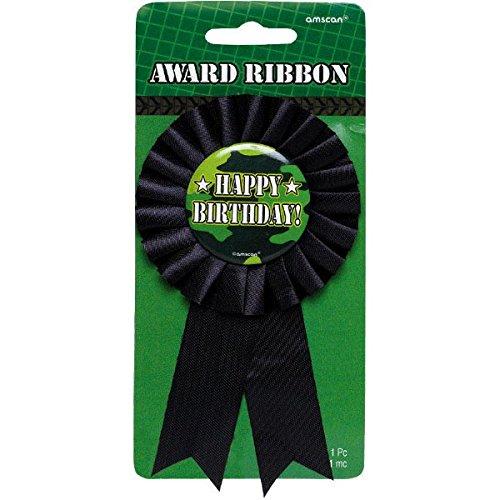 amscan®
AWARD RIBBON
★ HAPPY ★
BIRTHDAY!
©amscan®
1 Pc
1 mc